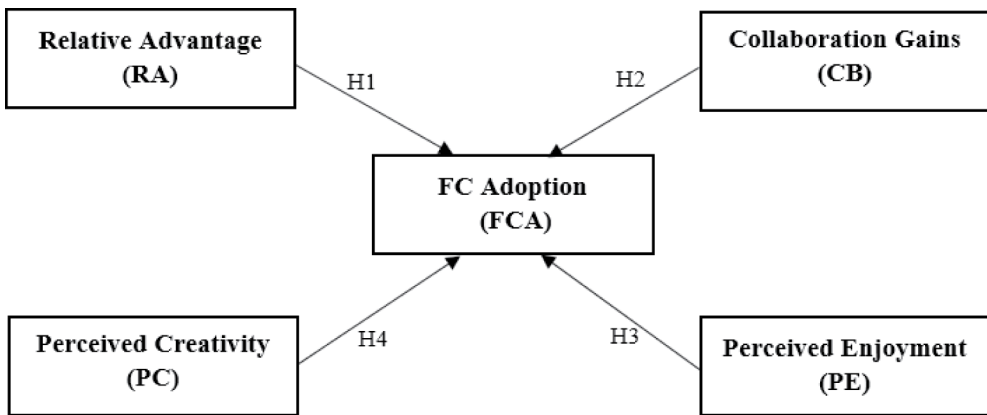 Relative Advantage
(RA)
Collaboration Gains
(CB)
H1
H2
FC Adoption
(FCA)
H4
H3
Perceived Creativity
(PC)
Perceived Enjoyment
(PE)